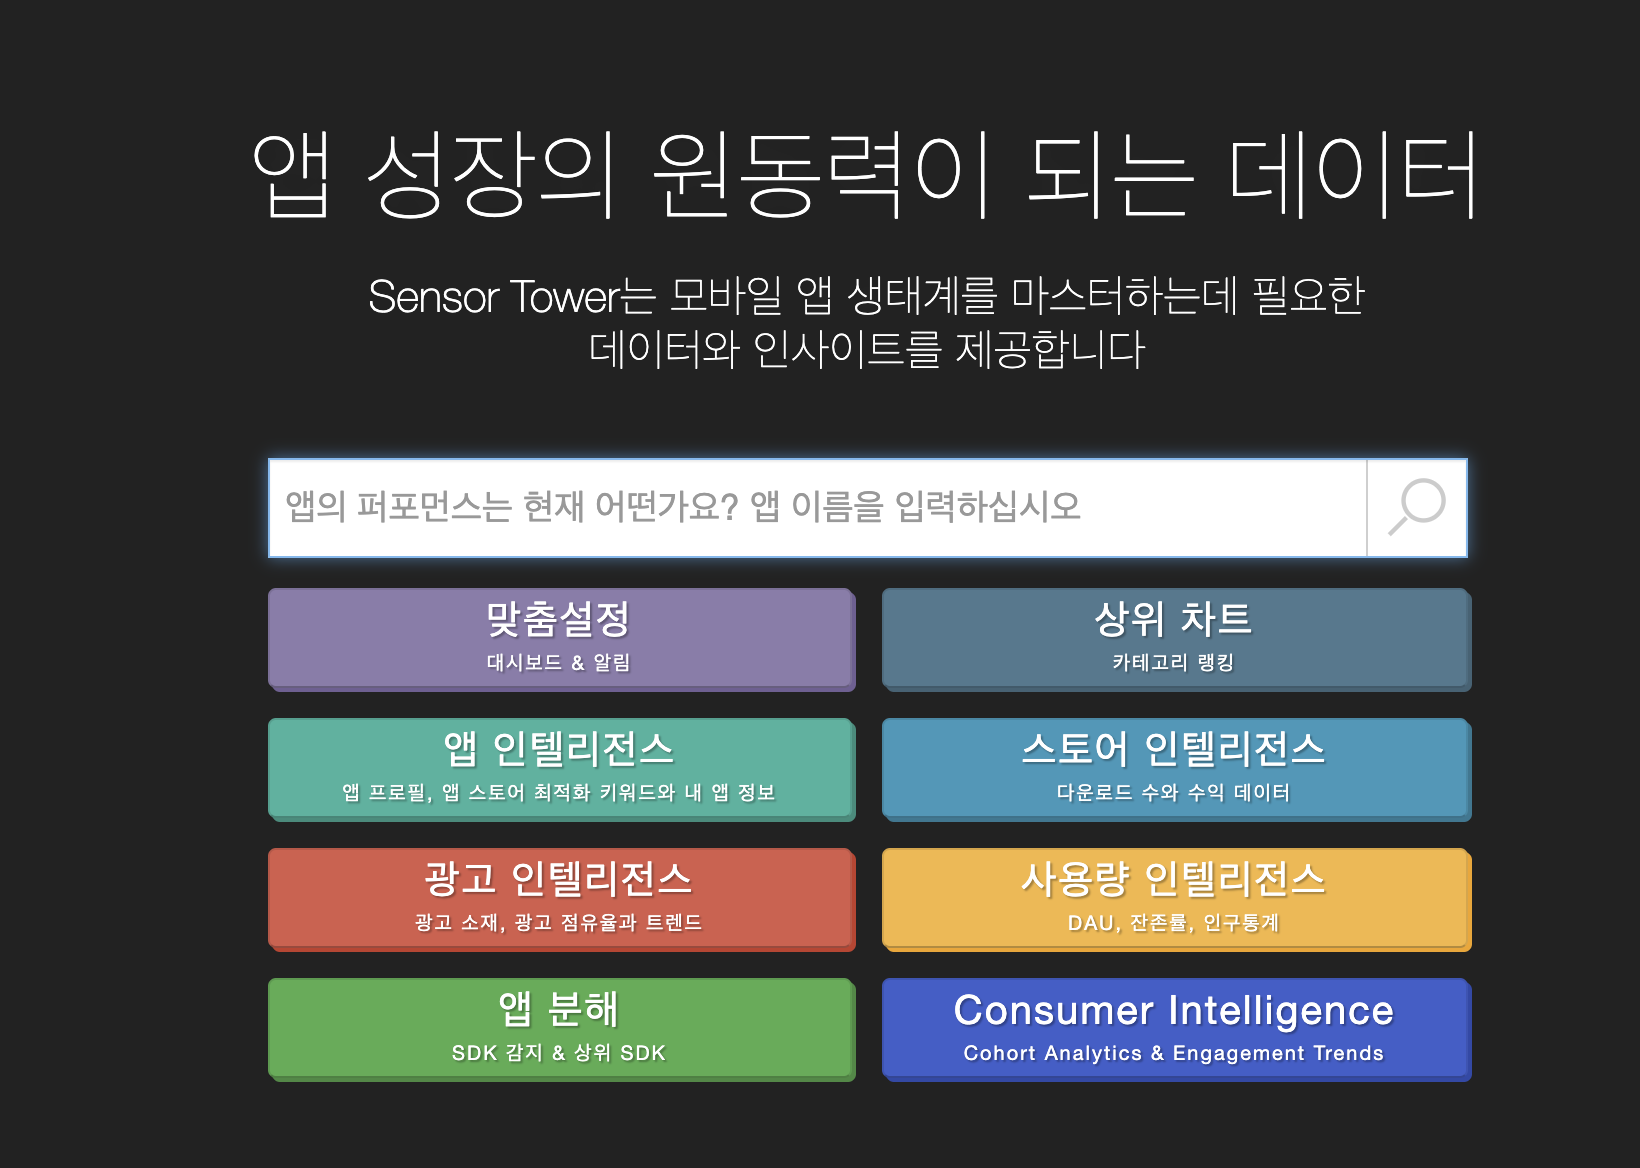 앱 성장의 원동력이 되는 데이터
Sensor Tower는 모바일 앱 생태계를 마스터하는데 필요한
데이터와 인사이트를 제공합니다
앱의 퍼포먼스는 현재 어떤가요? 앱 이름을 입력하십시오
맞춤설정
대시보드 & 알림
상위 차트
카테고리 랭킹
앱 인텔리전스
앱 프로필, 앱 스토어 최적화 키워드와 내 앱 정보
스토어 인텔리전스
다운로드 수와 수익 데이터
광고 인텔리전스
광고 소재, 광고 점유율과 트렌드
사용량 인텔리전스
DAU, 잔존률, 인구통계
앱 분해
SDK 감지 & 상위 SDK
Consumer Intelligence
Cohort Analytics & Engagement Trends